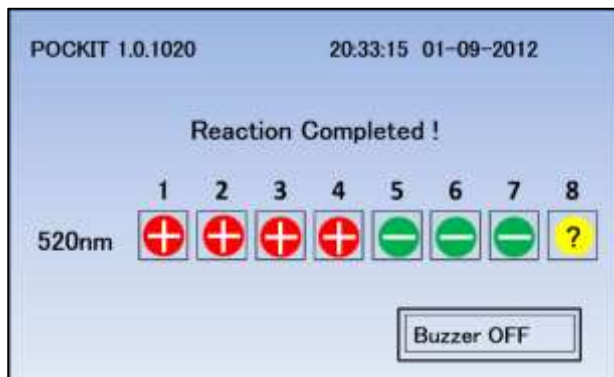 POCKIT 1.0.1020 20:33:15 01-09-2012
Reaction Completed !
1 2 3 4 5 6 7 8
520nm + + + + − − − ?
Buzzer OFF